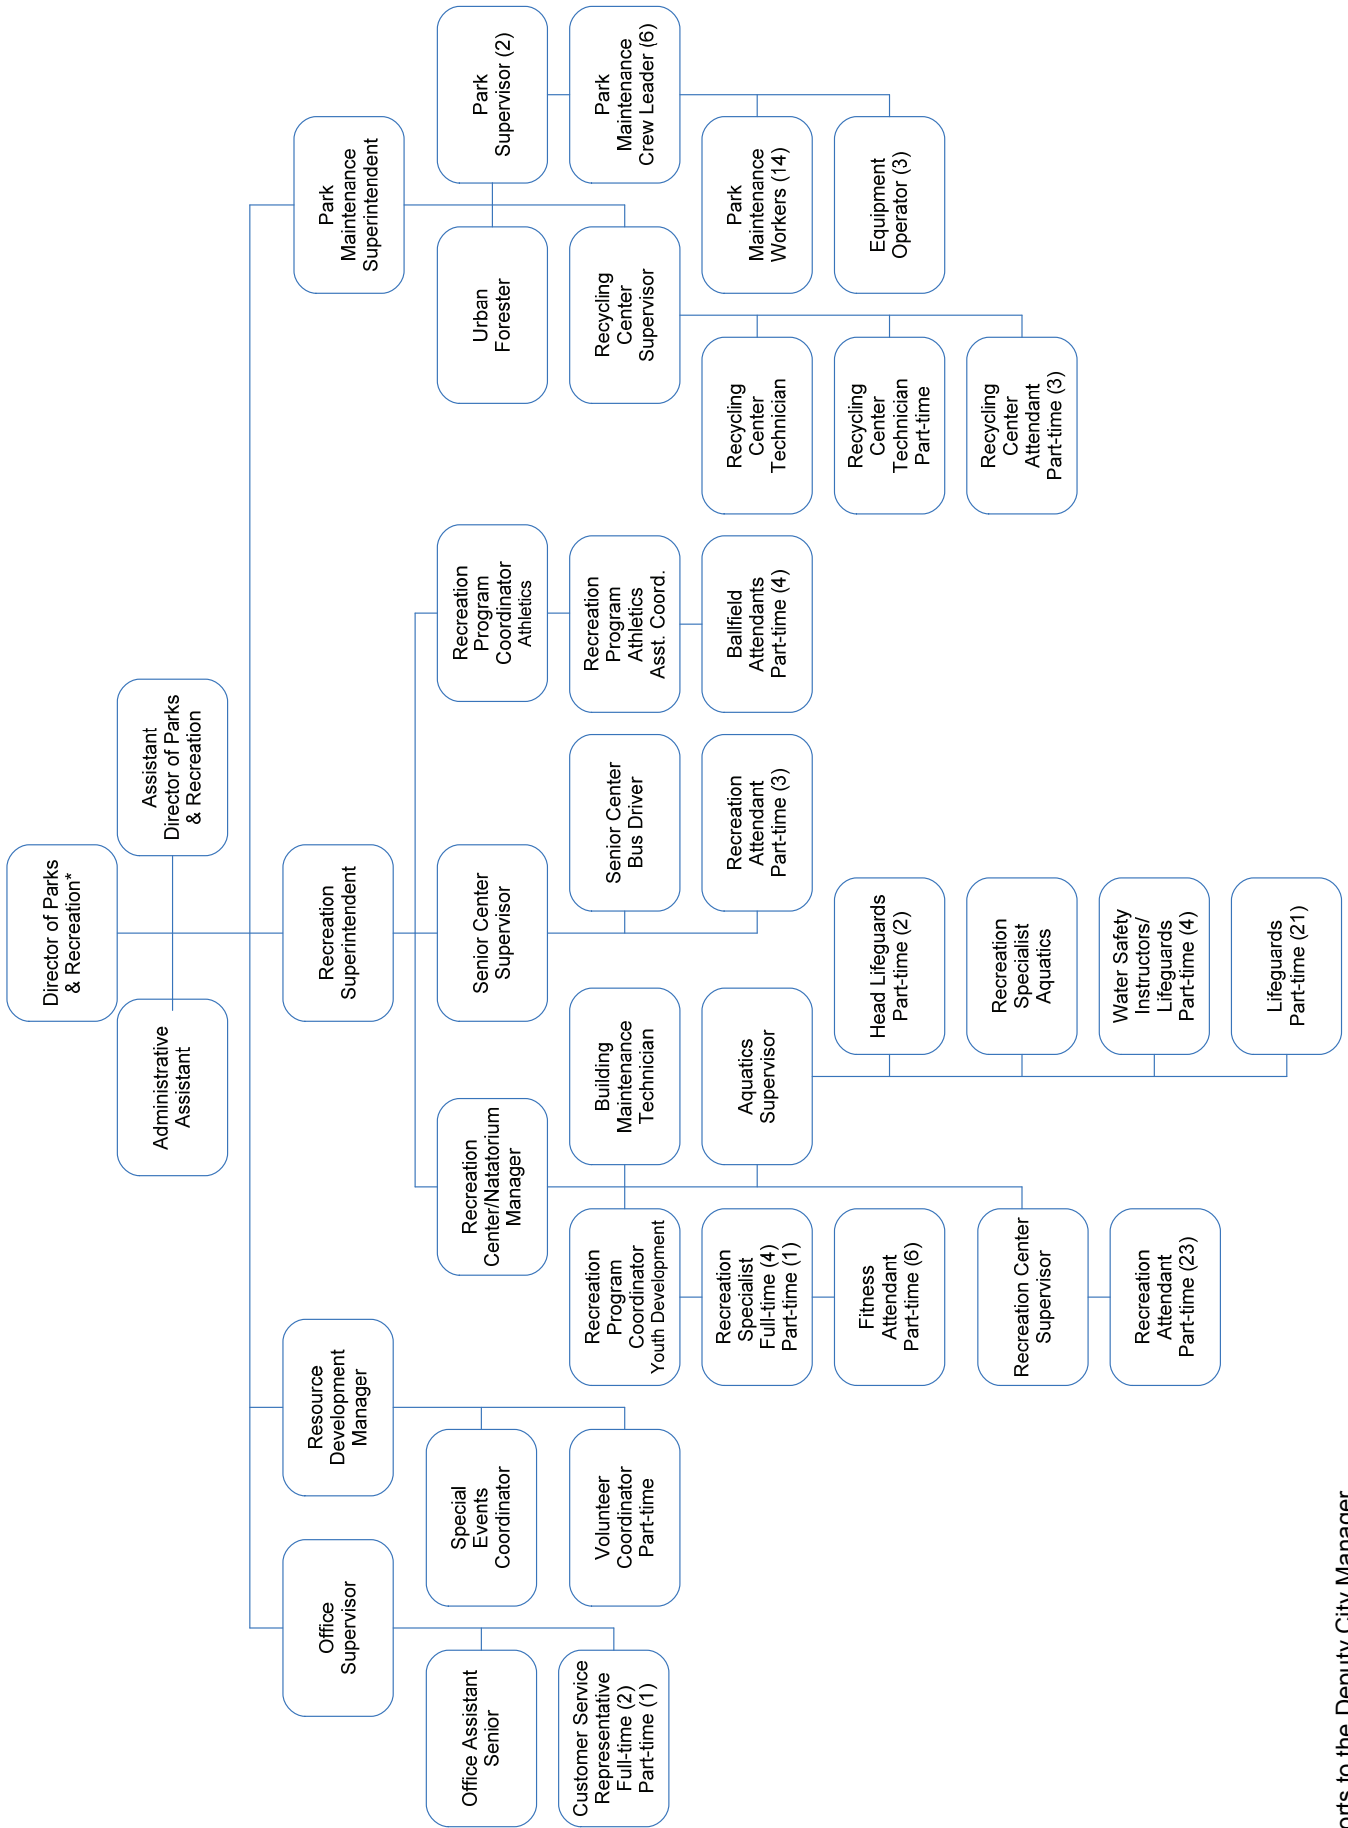 Director of Parks
& Recreation*
Administrative
Assistant
Assistant
Director of Parks
& Recreation
Office
Supervisor
Office Assistant
Senior
Customer Service
Representative
Full-time (2)
Part-time (1)
Resource
Development
Manager
Special
Events
Coordinator
Volunteer
Coordinator
Part-time
Recreation
Superintendent
Recreation
Center/Natatorium
Manager
Recreation
Program
Coordinator
Youth Development
Building
Maintenance
Technician
Recreation
Specialist
Full-time (4)
Part-time (1)
Aquatics
Supervisor
Fitness
Attendant
Part-time (6)
Head Lifeguards
Part-time (2)
Recreation
Specialist
Aquatics
Water Safety
Instructors/
Lifeguards
Part-time (4)
Lifeguards
Part-time (21)
Recreation Center
Supervisor
Recreation
Attendant
Part-time (23)
Senior Center
Supervisor
Senior Center
Bus Driver
Recreation
Attendant
Part-time (3)
Recreation
Program
Coordinator
Athletics
Recreation
Program
Athletics
Asst. Coord.
Ballfield
Attendants
Part-time (4)
Park
Maintenance
Superintendent
Urban
Forester
Park
Supervisor (2)
Recycling
Center
Supervisor
Park
Maintenance
Crew Leader (6)
Recycling
Center
Technician
Recycling
Center
Technician
Part-time
Recycling
Center
Attendant
Part-time (3)
Park
Maintenance
Workers (14)
Equipment
Operator (3)
to the Deputy City Manager